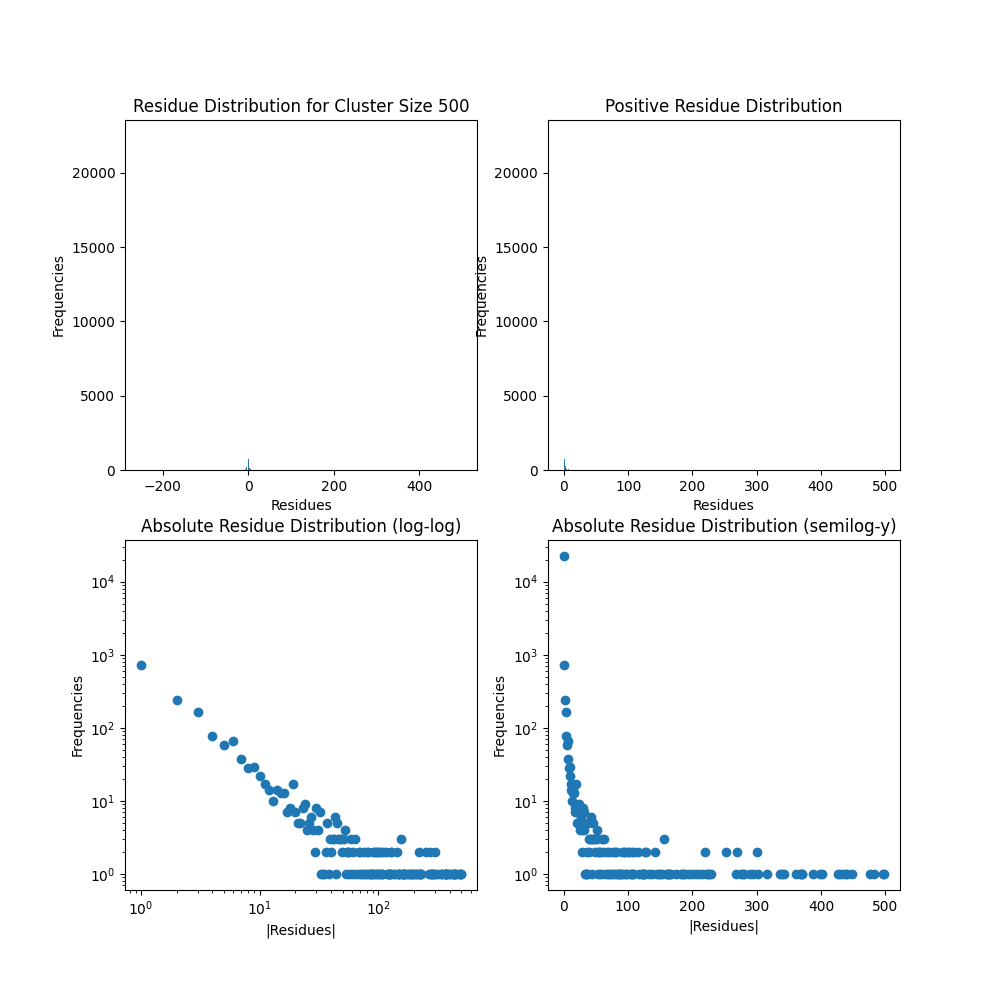 Residue Distribution for Cluster Size 500
Frequencies
20000
15000
10000
5000
0
−200 0 200 400
Residues
Positive Residue Distribution
Frequencies
20000
15000
10000
5000
0
0 100 200 300 400 500
Residues
Absolute Residue Distribution (log-log)
Frequencies
10⁴
10³
10²
10¹
10⁰
10⁰ 10¹ 10²
|Residues|
Absolute Residue Distribution (semilog-y)
Frequencies
10⁴
10³
10²
10¹
10⁰
0 100 200 300 400 500
|Residues|